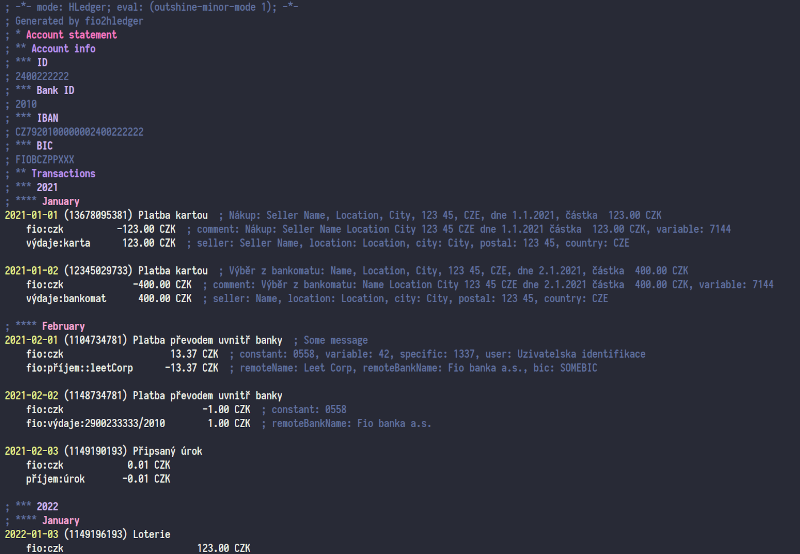 ; -*- mode: HLedger; eval: (outshine-minor-mode 1); -*-
; Generated by fio2hledger
; * Account statement
; ** Account info
; *** ID
; 2400222222
; *** Bank ID
; 2010
; *** IBAN
; CZ7920100000002400222222
; *** BIC
; FIOBCZPPXXX
; ** Transactions
; *** 2021
; **** January
2021-01-01 (13678095381) Platba kartou  ; Nákup: Seller Name, Location, City, 123 45, CZE, dne 1.1.2021, částka  123.00 CZK
    fio:czk          -123.00 CZK  ; comment: Nákup: Seller Name Location City 123 45 CZE dne 1.1.2021 částka  123.00 CZK, variable: 7144
    výdaje:karta      123.00 CZK  ; seller: Seller Name, location: Location, city: City, postal: 123 45, country: CZE
2021-01-02 (12345029733) Platba kartou  ; Výběr z bankomatu: Name, Location, City, 123 45, CZE, dne 2.1.2021, částka  400.00 CZK
    fio:czk             -400.00 CZK  ; comment: Výběr z bankomatu: Name Location City 123 45 CZE dne 2.1.2021 částka  400.00 CZK, variable: 7144
    výdaje:bankomat      400.00 CZK  ; seller: Name, location: Location, city: City, postal: 123 45, country: CZE
; **** February
2021-02-01 (1104734781) Platba převodem uvnitř banky  ; Some message
    fio:czk                    13.37 CZK  ; constant: 0558, variable: 42, specific: 1337, user: Uzivatelska identifikace
    fio:příjem::leetCorp      -13.37 CZK  ; remoteName: Leet Corp, remoteBankName: Fio banka a.s., bic: SOMEBIC
2021-02-02 (1148734781) Platba převodem uvnitř banky
    fio:czk                          -1.00 CZK  ; constant: 0558
    fio:výdaje:2900233333/2010        1.00 CZK  ; remoteBankName: Fio banka a.s.
2021-02-03 (1149190193) Připsaný úrok
    fio:czk            0.01 CZK
    příjem:úrok       -0.01 CZK
; *** 2022
; **** January
2022-01-03 (1149196193) Loterie
    fio:czk                         123.00 CZK